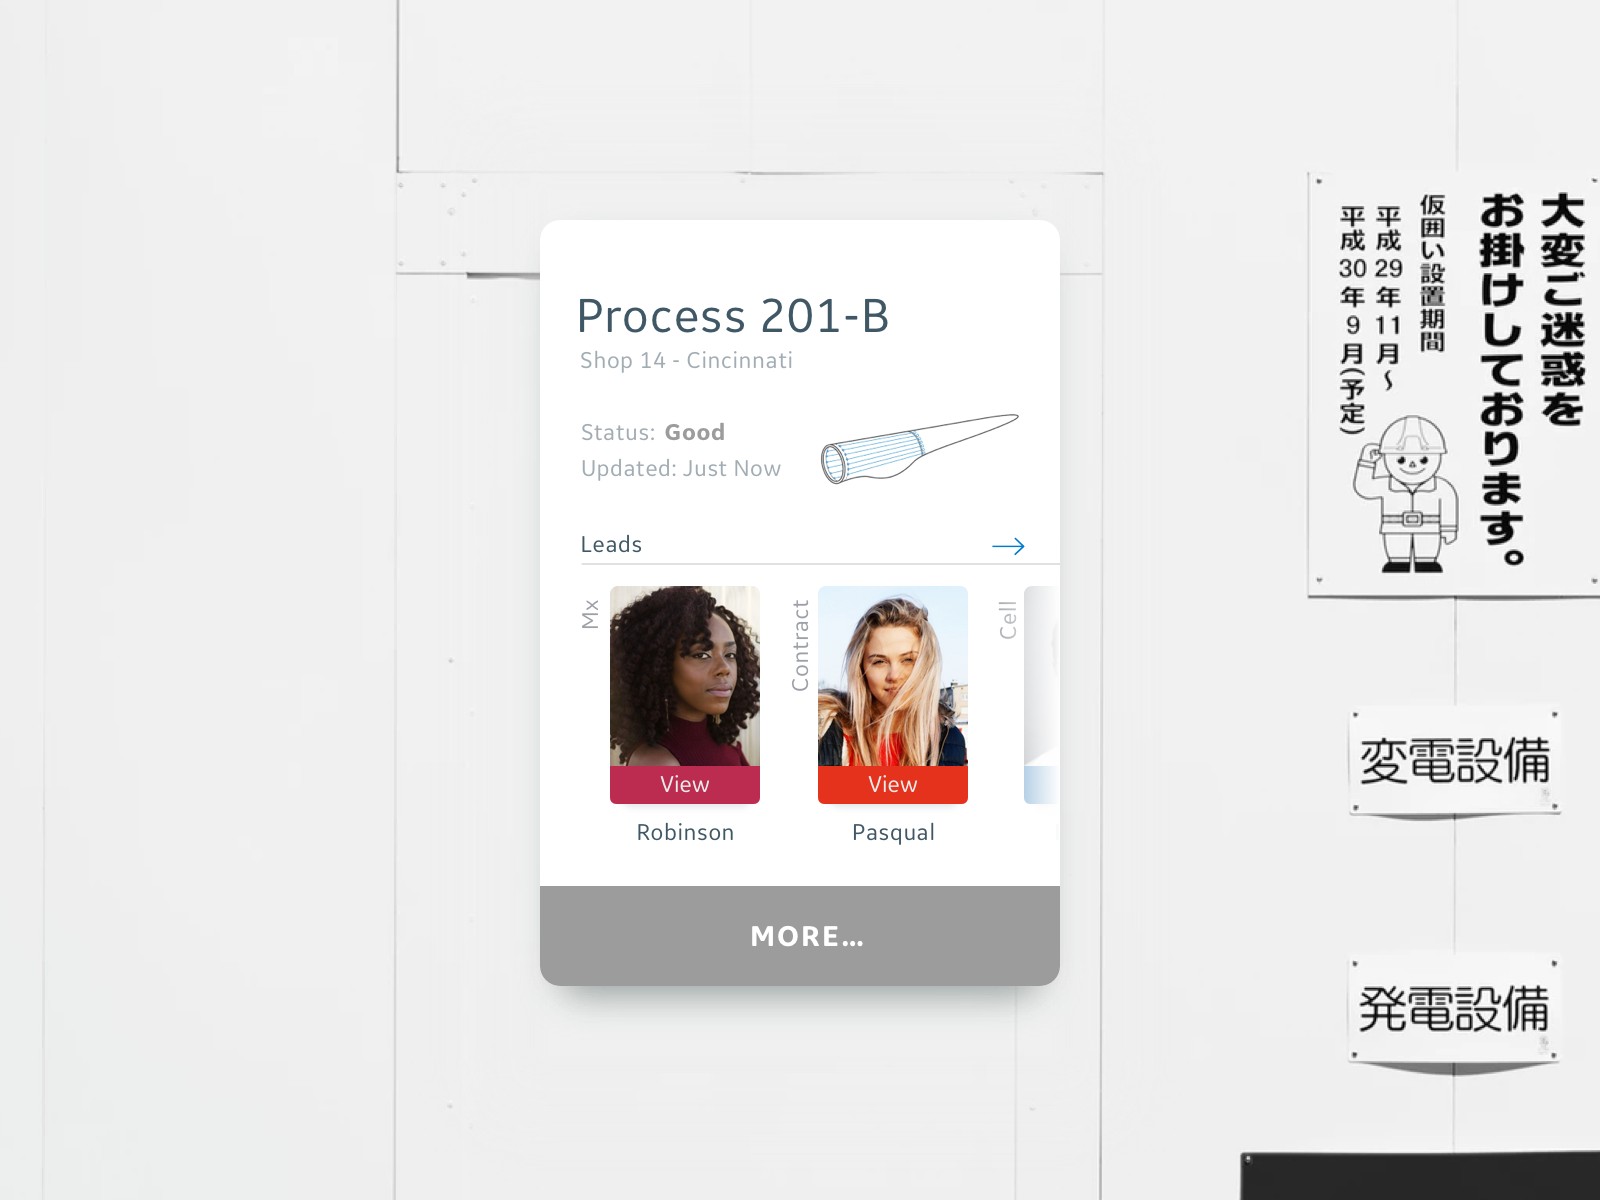 Process 201-B
Shop 14 - Cincinnati
Status: Good
Updated: Just Now
Leads
Mx
Contract
Cell
View
View
Robinson
Pasqual
MORE...
大変ご迷惑を
お掛けしております。
仮囲い設置期間
平成29年11月〜
平成30年9月(予定)
変電設備
発電設備